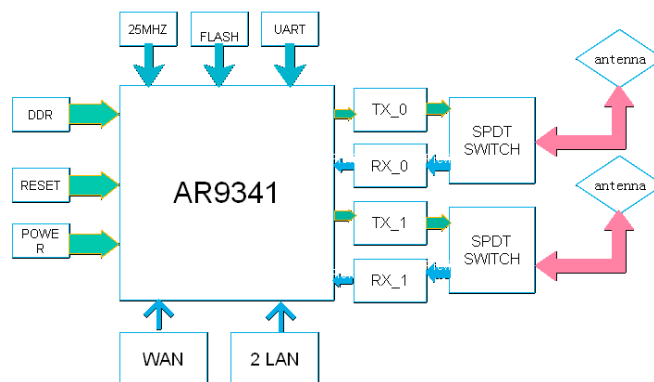 25MHZ
FLASH
UART
antenna
DDR
TX_0
SPDT
SWITCH
RX_0
RESET
AR9341
antenna
TX_1
POWE
R
SPDT
SWITCH
RX_1
WAN
2 LAN